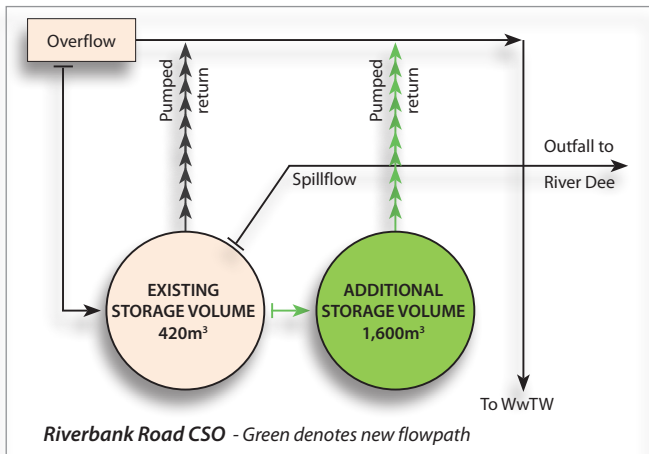 Overflow
Pumped
return
Pumped
return
Outfall to
River Dee
Spillflow
EXISTING
STORAGE VOLUME
420m³
ADDITIONAL
STORAGE VOLUME
1,600m³
To WwTW
Riverbank Road CSO - Green denotes new flowpath